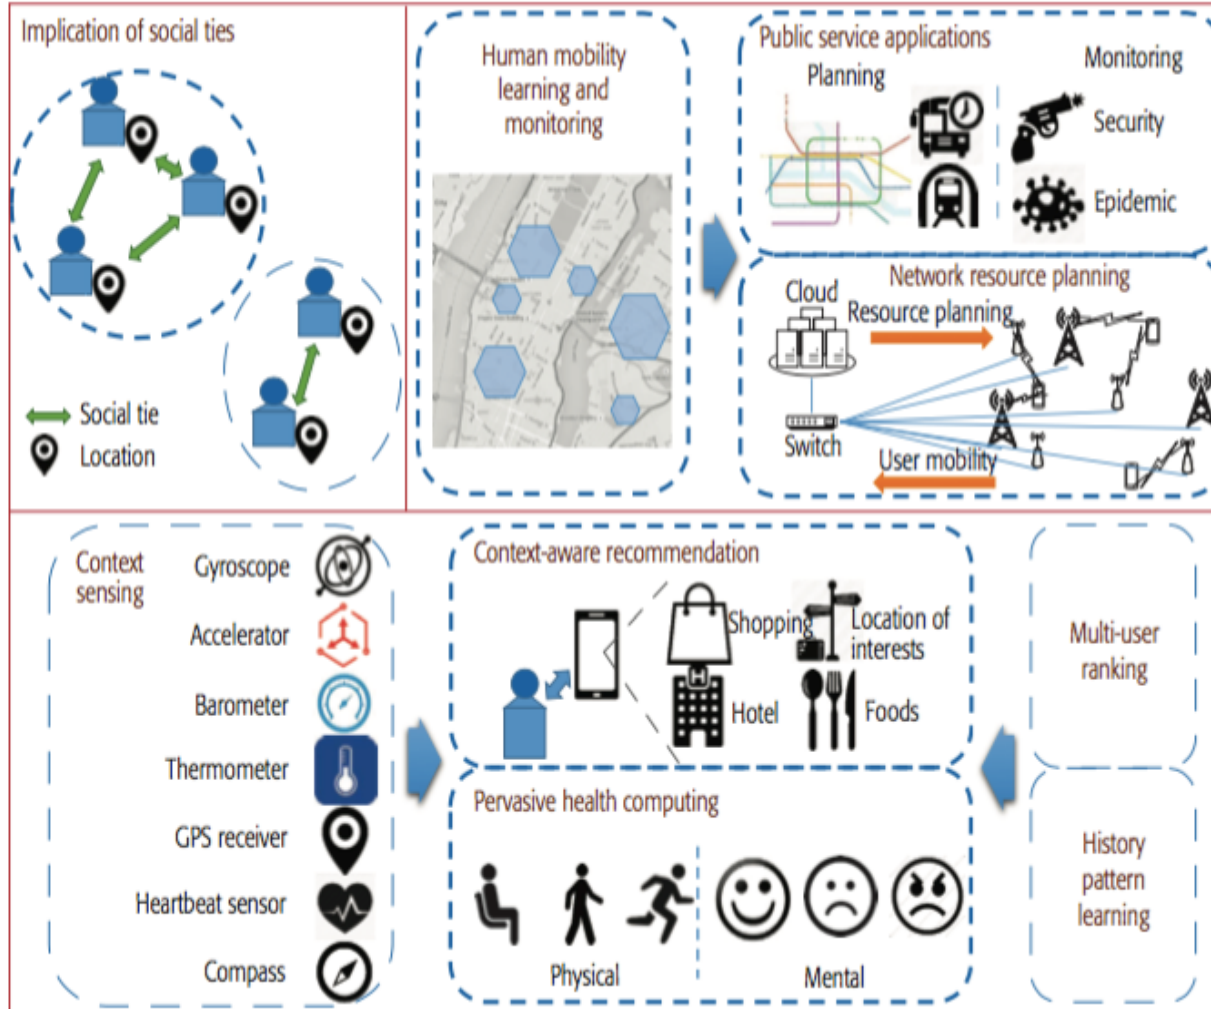 Implication of social ties
Social tie
Location
Human mobility
learning and
monitoring
Public service applications
Planning
Monitoring
Security
Epidemic
Network resource planning
Cloud
Resource planning
Switch
User mobility
Context
sensing
Gyroscope
Accelerator
Barometer
Thermometer
GPS receiver
Heartbeat sensor
Compass
Context-aware recommendation
Shopping
Location of
interests
H
Hotel
Foods
Pervasive health computing
Physical
Mental
Multi-user
ranking
History
pattern
learning